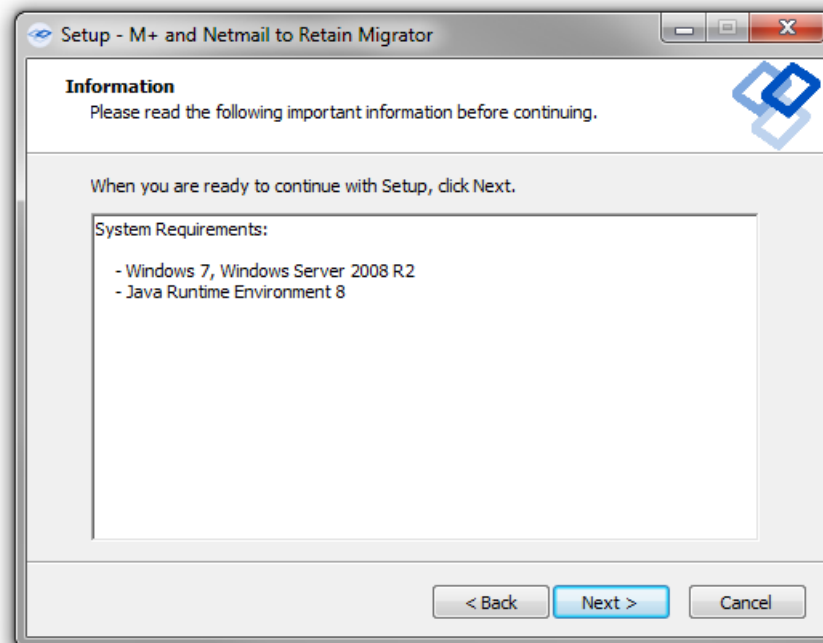 Setup - M+ and Netmail to Retain Migrator
Information
Please read the following important information before continuing.
When you are ready to continue with Setup, click Next.
System Requirements:
- Windows 7, Windows Server 2008 R2
- Java Runtime Environment 8
< Back
Next >
Cancel